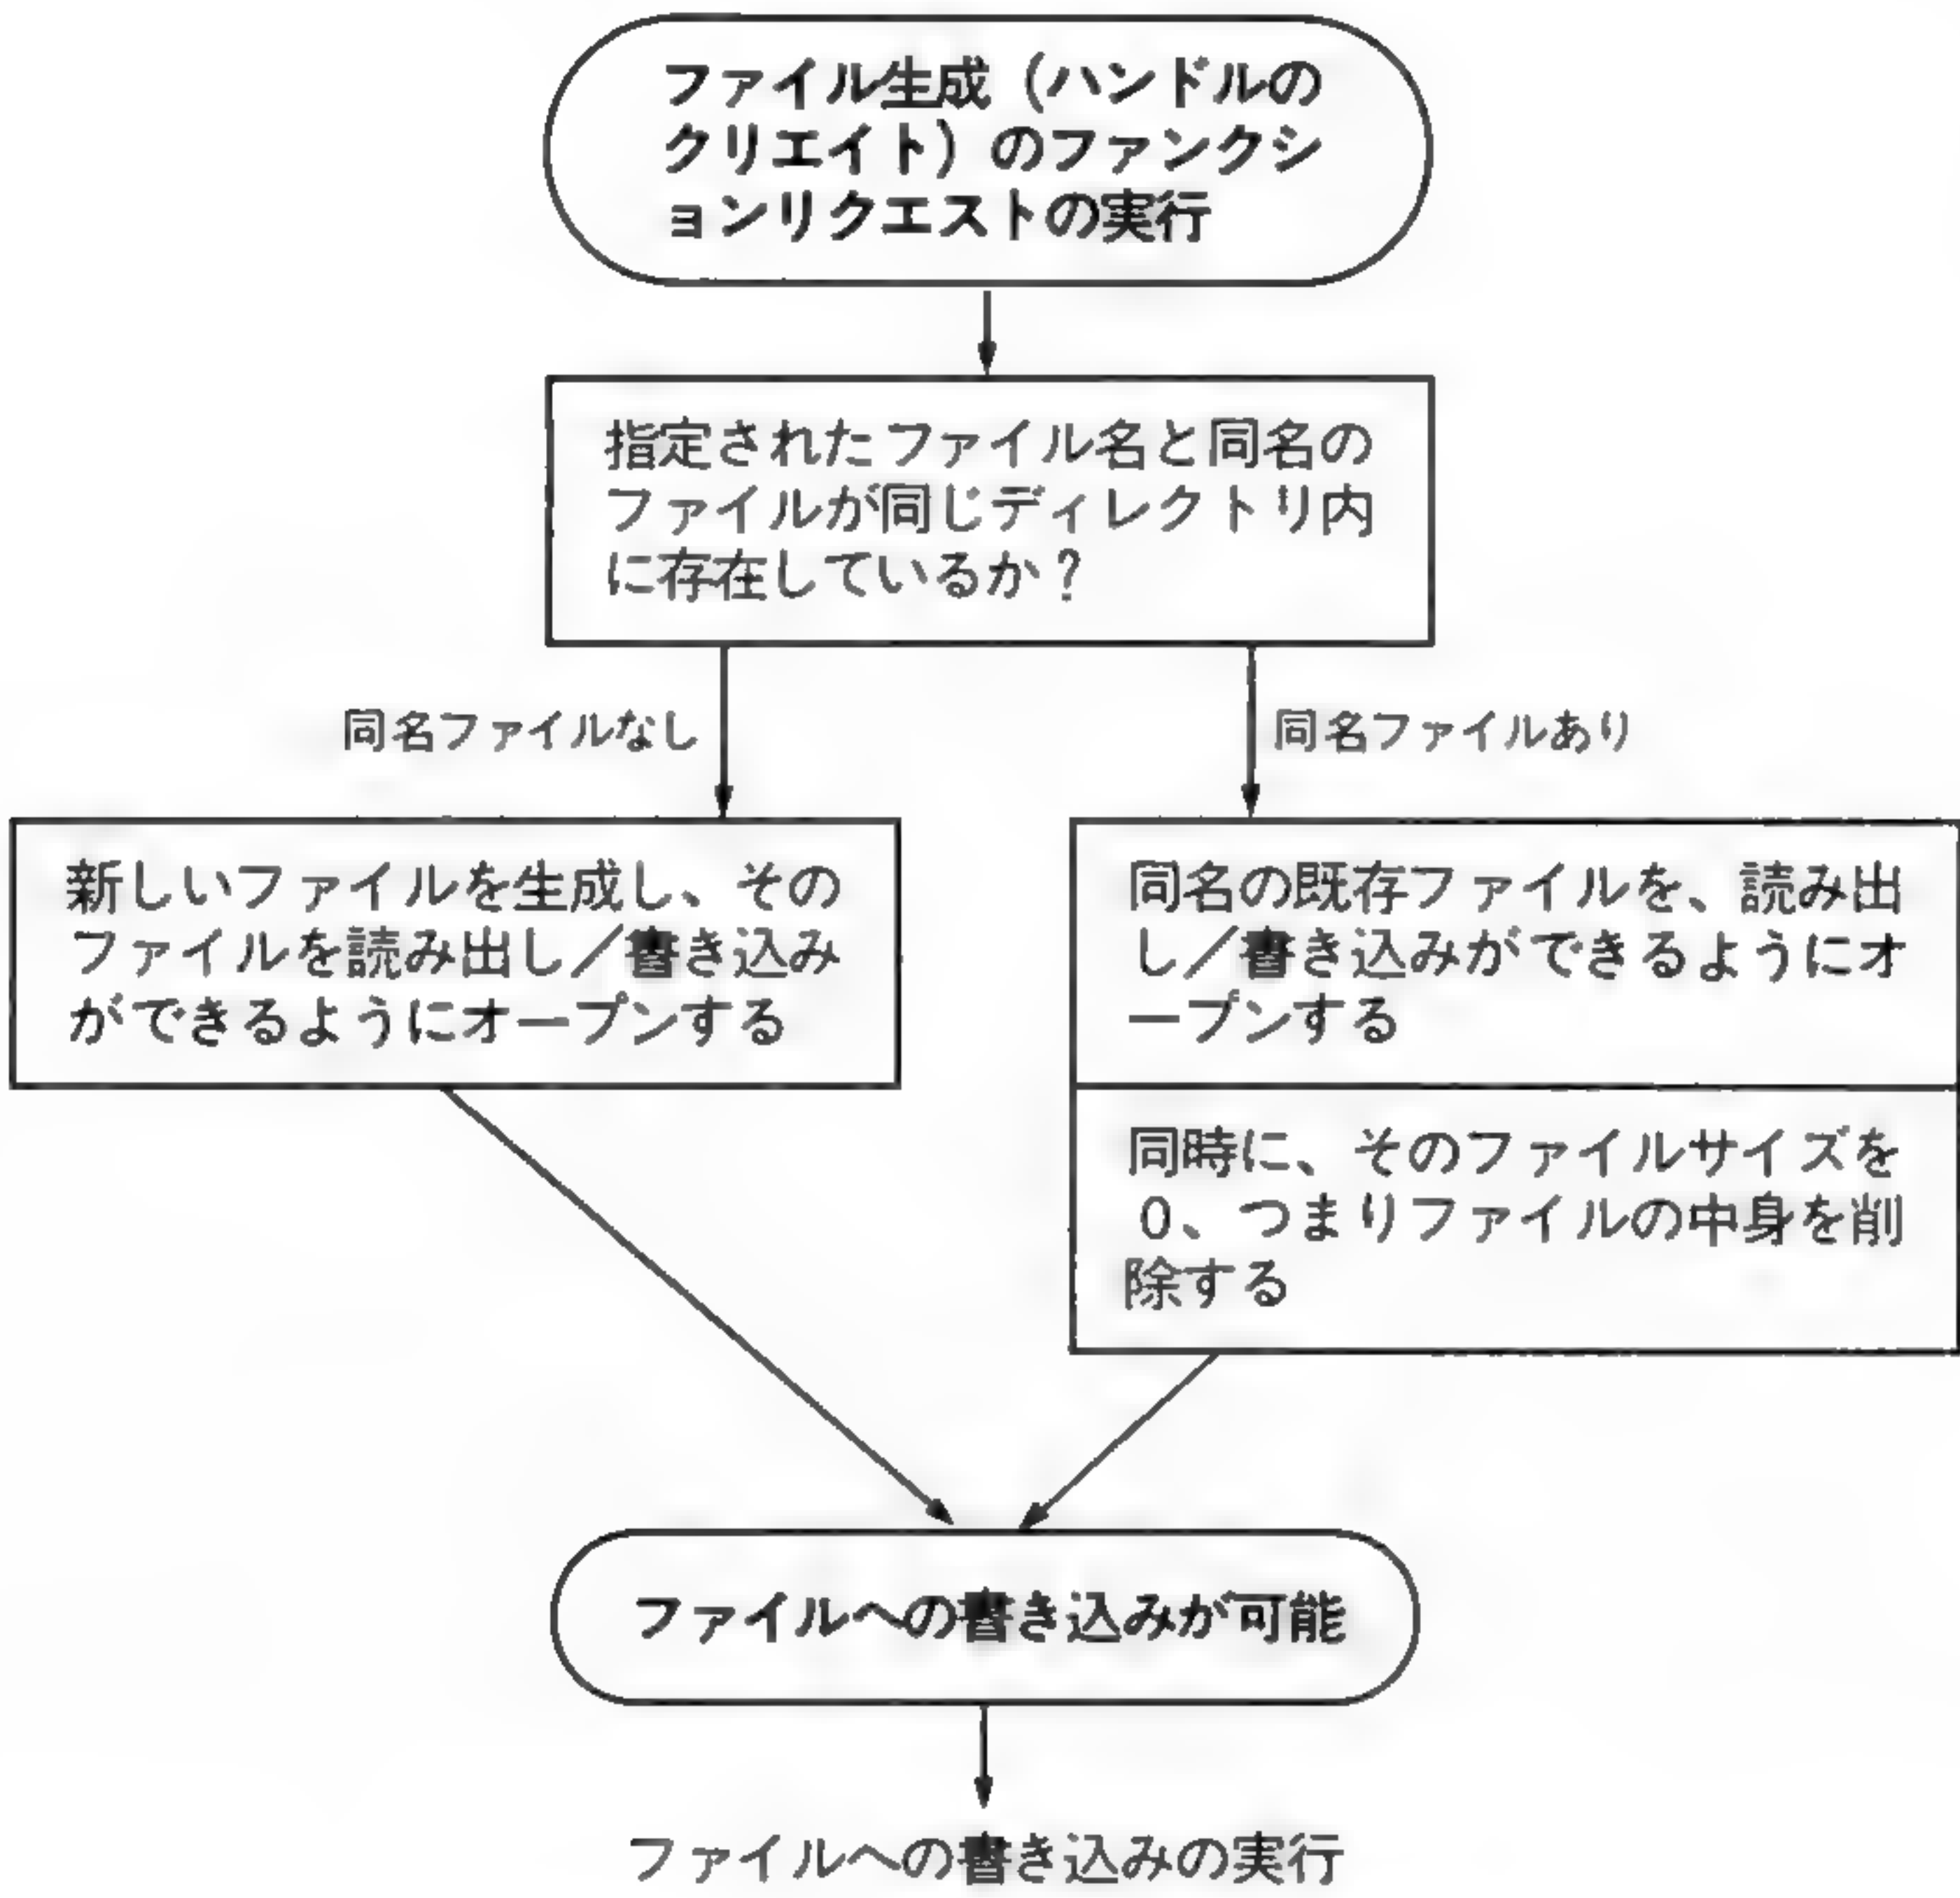 ファイル生成（ハンドルの
クリエイト）のファンクシ
ョンリクエストの実行
指定されたファイル名と同名の
ファイルが同じディレクトリ内
に存在しているか？
同名ファイルなし
同名ファイルあり
新しいファイルを生成し、その
ファイルを読み出し／書き込み
ができるようにオープンする
同名の既存ファイルを、読み出
し／書き込みができるようにオ
ープンする
同時に、そのファイルサイズを
0、つまりファイルの中身を削
除する
ファイルへの書き込みが可能
ファイルへの書き込みの実行